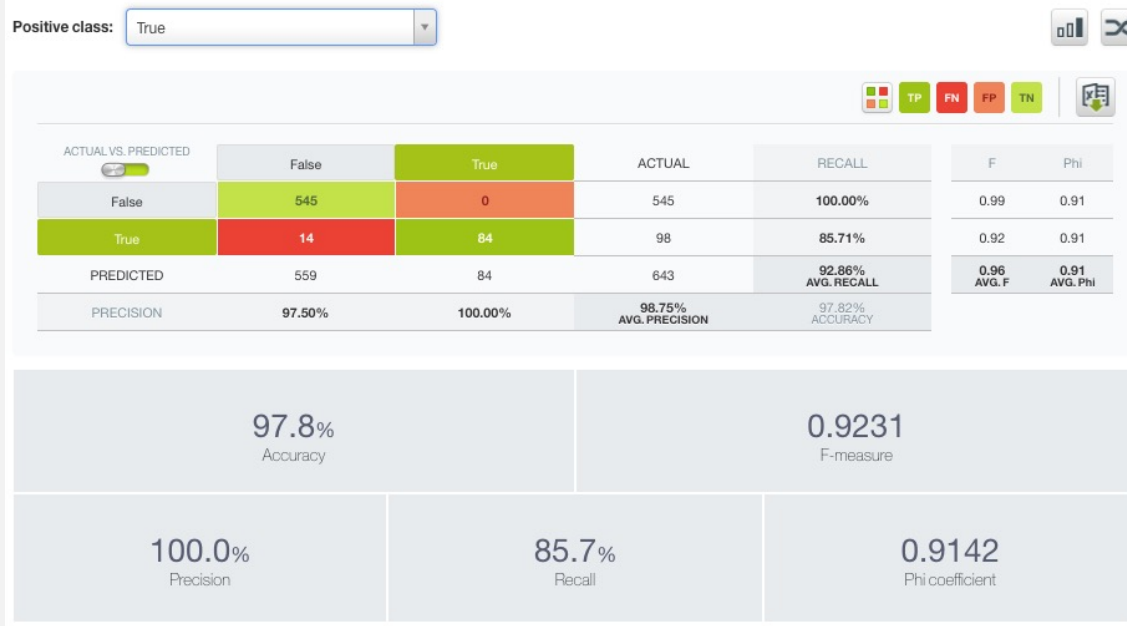 Positive class: True
TP FN FP TN
ACTUAL VS. PREDICTED False True ACTUAL RECALL F Phi
False 545 0 545 100.00% 0.99 0.91
True 14 84 98 85.71% 0.92 0.91
PREDICTED 559 84 643 92.86% AVG. RECALL 0.96 AVG. F 0.91 AVG. Phi
PRECISION 97.50% 100.00% 98.75% AVG. PRECISION 97.82% ACCURACY
97.8% 0.9231
Accuracy F-measure
100.0% 85.7% 0.9142
Precision Recall Phi coefficient